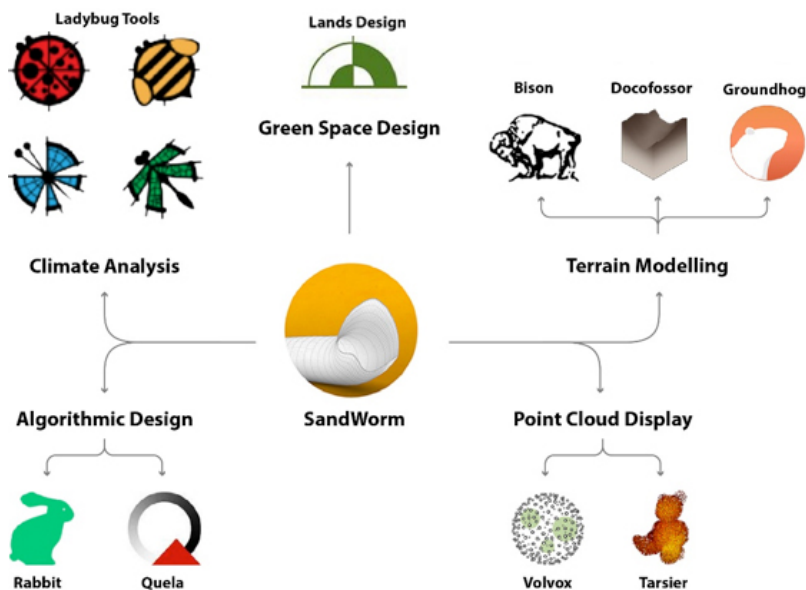 Ladybug Tools
Lands Design
Bison
Docofossor
Groundhog
Green Space Design
Climate Analysis
Terrain Modelling
Algorithmic Design
SandWorm
Point Cloud Display
Rabbit
Quela
Volvox
Tarsier